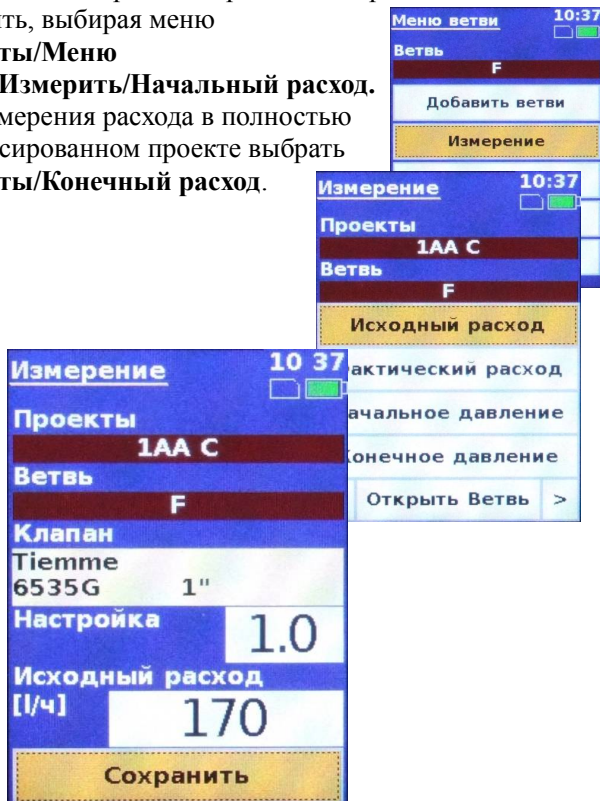 ть, выбирая меню
ты/Меню
Измерить/Начальный расход.
мерения расхода в полностью
сированном проекте выбрать
ты/Конечный расход.
Меню ветви 10:37
Ветвь
F
Добавить ветви
Измерение
Измерение 10:37
Проекты
1AA C
Ветвь
F
Исходный расход
актический расход
ачальное давление
онечное давление
Открыть Ветвь >
Измерение 10 37
Проекты
1AA C
Ветвь
F
Клапан
Tiemme
6535G 1"
Настройка 1.0
Исходный расход
[l/ч] 170
Сохранить